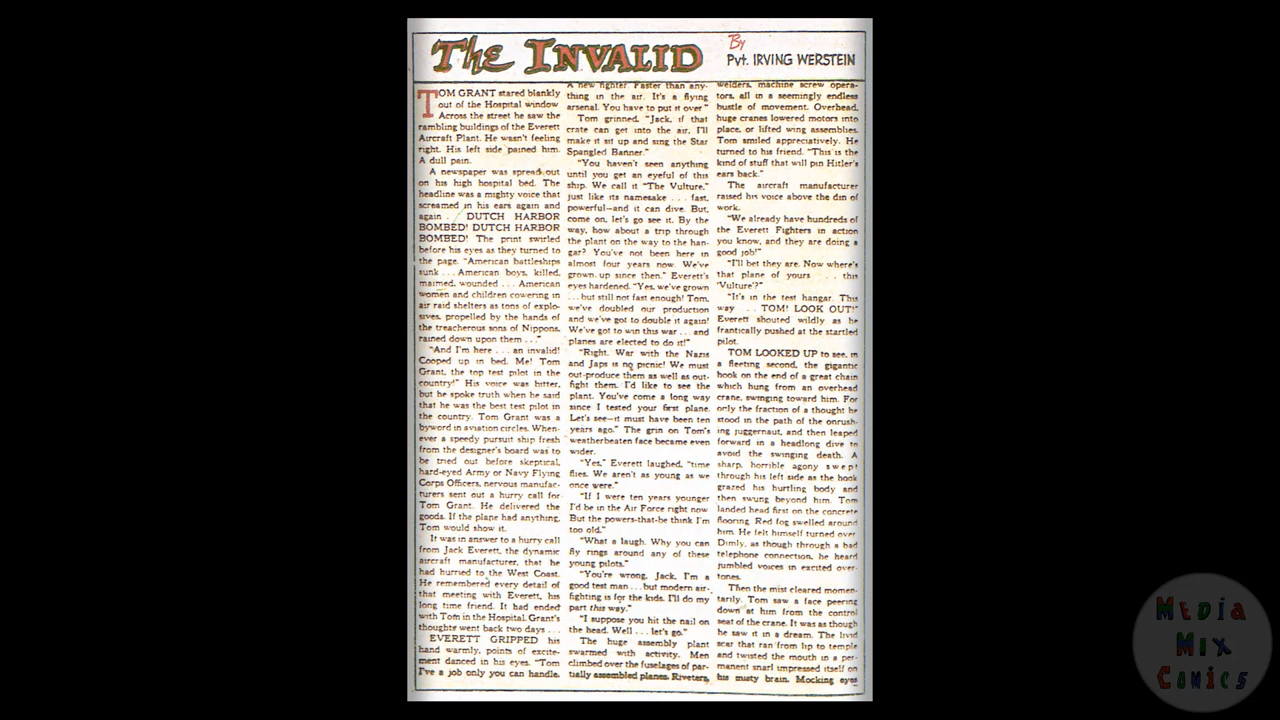 The Invalid
By
Pvt. IRVING WERSTEIN
TOM GRANT stared blankly
out of the Hospital window
Across the street he saw the
rambling buildings of the Everett
Aircraft Plant. He wasn't feeling
right. His left side pained him.
A dull pain.
A newspaper was spread out
on his high hospital bed. The
headline was a mighty voice that
screamed in his ears again and
again . . DUTCH HARBOR
BOMBED! DUTCH HARBOR
BOMBED! The print swirled
before his eyes as they turned to
the page. "American battleships
sunk . . . American boys, killed,
maimed, wounded . . . American
women and children cowering in
air raid shelters as tons of explo-
sives, propelled by the hands of
the treacherous sons of Nippons,
rained down upon them . . ."
"And I'm here . . . an invalid!
Cooped up in bed. Me! Tom
Grant, the top test pilot in the
country!" His voice was bitter,
but he spoke truth when he said
that he was the best test pilot in
the country. Tom Grant was a
byword in aviation circles. When-
ever a speedy pursuit ship fresh
from the designer's board was to
be tried out before skeptical,
hard-eyed Army or Navy Flying
Corps Officers, nervous manufac-
turers sent out a hurry call for
Tom Grant. He delivered the
goods. If the plane had anything,
Tom would show it.
It was in answer to a hurry call
from Jack Everett, the dynamic
aircraft manufacturer, that he
had hurried to the West Coast.
He remembered every detail of
that meeting with Everett, his
long time friend. It had ended
with Tom in the Hospital. Grant's
thoughts went back two days . . .
EVERETT GRIPPED his
hand warmly, points of excite-
ment danced in his eyes. "Tom
I've a job only you can handle.
A new fighter. Faster than any-
thing in the air. It's a flying
arsenal. You have to put it over"
Tom grinned, "Jack, if that
crate can get into the air, I'll
make it sit up and sing the Star
Spangled Banner."
"You haven't seen anything
until you get an eyeful of this
ship. We call it "The Vulture,"
just like its namesake . . . fast,
powerful—and it can dive. But,
come on, let's go see it. By the
way, how about a trip through
the plant on the way to the han-
gar? You've not been here in
almost four years now. We've
grown up since then." Everett's
eyes hardened. "Yes, we've grown
. . . but still not fast enough! Tom,
we've doubled our production
and we've got to double it again!
We've got to win this war . . . and
planes are elected to do it!"
"Right. War with the Nazis
and Japs is no picnic! We must
out-produce them as well as out-
fight them. I'd like to see the
plant. You've come a long way
since I tested your first plane.
Let's see—it must have been ten
years ago." The grin on Tom's
weatherbeaten face became even
wider.
"Yes," Everett laughed, "time
flies. We aren't as young as we
once were."
"If I were ten years younger
I'd be in the Air Force right now
But the powers-that-be think I'm
too old."
"What a laugh. Why you can
fly rings around any of these
young pilots."
"You're wrong, Jack, I'm a
good test man . . . but modern air-
fighting is for the kids. I'll do my
part this way."
"I suppose you hit the nail on
the head. Well . . . let's go."
The huge assembly plant
swarmed with activity. Men
climbed over the fuselages of par-
tially assembled planes. Riveters,
welders, machine screw opera-
tors, all in a seemingly endless
bustle of movement. Overhead,
huge cranes lowered motors into
place, or lifted wing assemblies.
Tom smiled appreciatively. He
turned to his friend. "This is the
kind of stuff that will pin Hitler's
ears back."
The aircraft manufacturer
raised his voice above the din of
work.
"We already have hundreds of
the Everett Fighters in action
you know, and they are doing a
good job!"
"I'll bet they are. Now where's
that plane of yours . . this
'Vulture'?"
"It's in the test hangar. This
way . . TOM! LOOK OUT!"
Everett shouted wildly as he
frantically pushed at the startled
pilot.
TOM LOOKED UP to see, in
a fleeting second, the gigantic
hook on the end of a great chain
which hung from an overhead
crane, swinging toward him. For
only the fraction of a thought he
stood in the path of the onrush-
ing juggernaut, and then leaped
forward in a headlong dive to
avoid the swinging death. A
sharp, horrible agony swept
through his left side as the hook
grazed his hurtling body and
then swung beyond him. Tom
landed head first on the concrete
flooring. Red fog swelled around
him. He felt himself turned over.
Dimly, as though through a bad
telephone connection, he heard
jumbled voices in excited over-
tones.
Then the mist cleared momen-
tarily. Tom saw a face peering
down at him from the control
seat of the crane. It was as though
he saw it in a dream. The livid
scar that ran from lip to temple
and twisted the mouth in a per-
manent snarl impressed itself on
his musty brain. Mocking eyes
MEDIA
MIX
COMICS